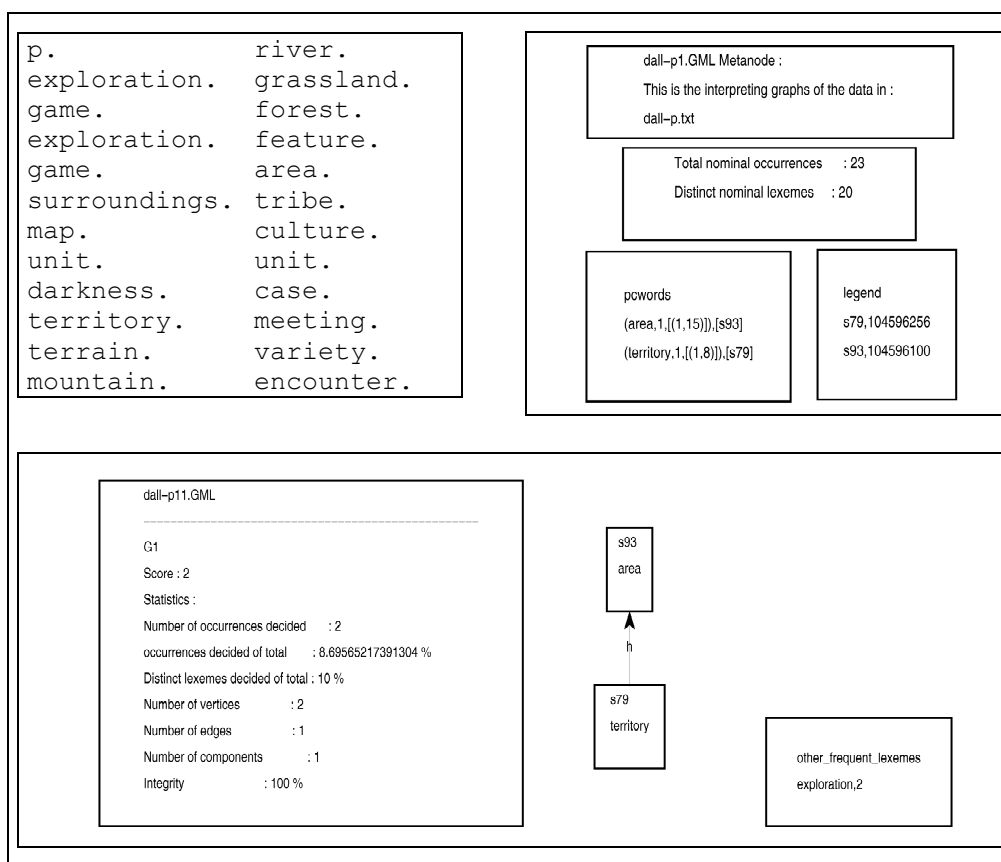 p. river.
exploration. grassland.
game. forest.
exploration. feature.
game. area.
surroundings. tribe.
map. culture.
unit. unit.
darkness. case.
territory. meeting.
terrain. variety.
mountain. encounter.
dall-p1.GML Metanode :
This is the interpreting graphs of the data in :
dall-p.txt
Total nominal occurrences : 23
Distinct nominal lexemes : 20
pcwords
(area,1,[(1,15)]),[s93]
(territory,1,[(1,8)]),[s79]
legend
s79,104596256
s93,104596100
dall-p11.GML
--------------------------------------------------
G1
Score : 2
Statistics :
Number of occurrences decided : 2
occurrences decided of total : 8.69565217391304 %
Distinct lexemes decided of total : 10 %
Number of vertices : 2
Number of edges : 1
Number of components : 1
Integrity : 100 %
s93
area
h
s79
territory
other_frequent_lexemes
exploration,2